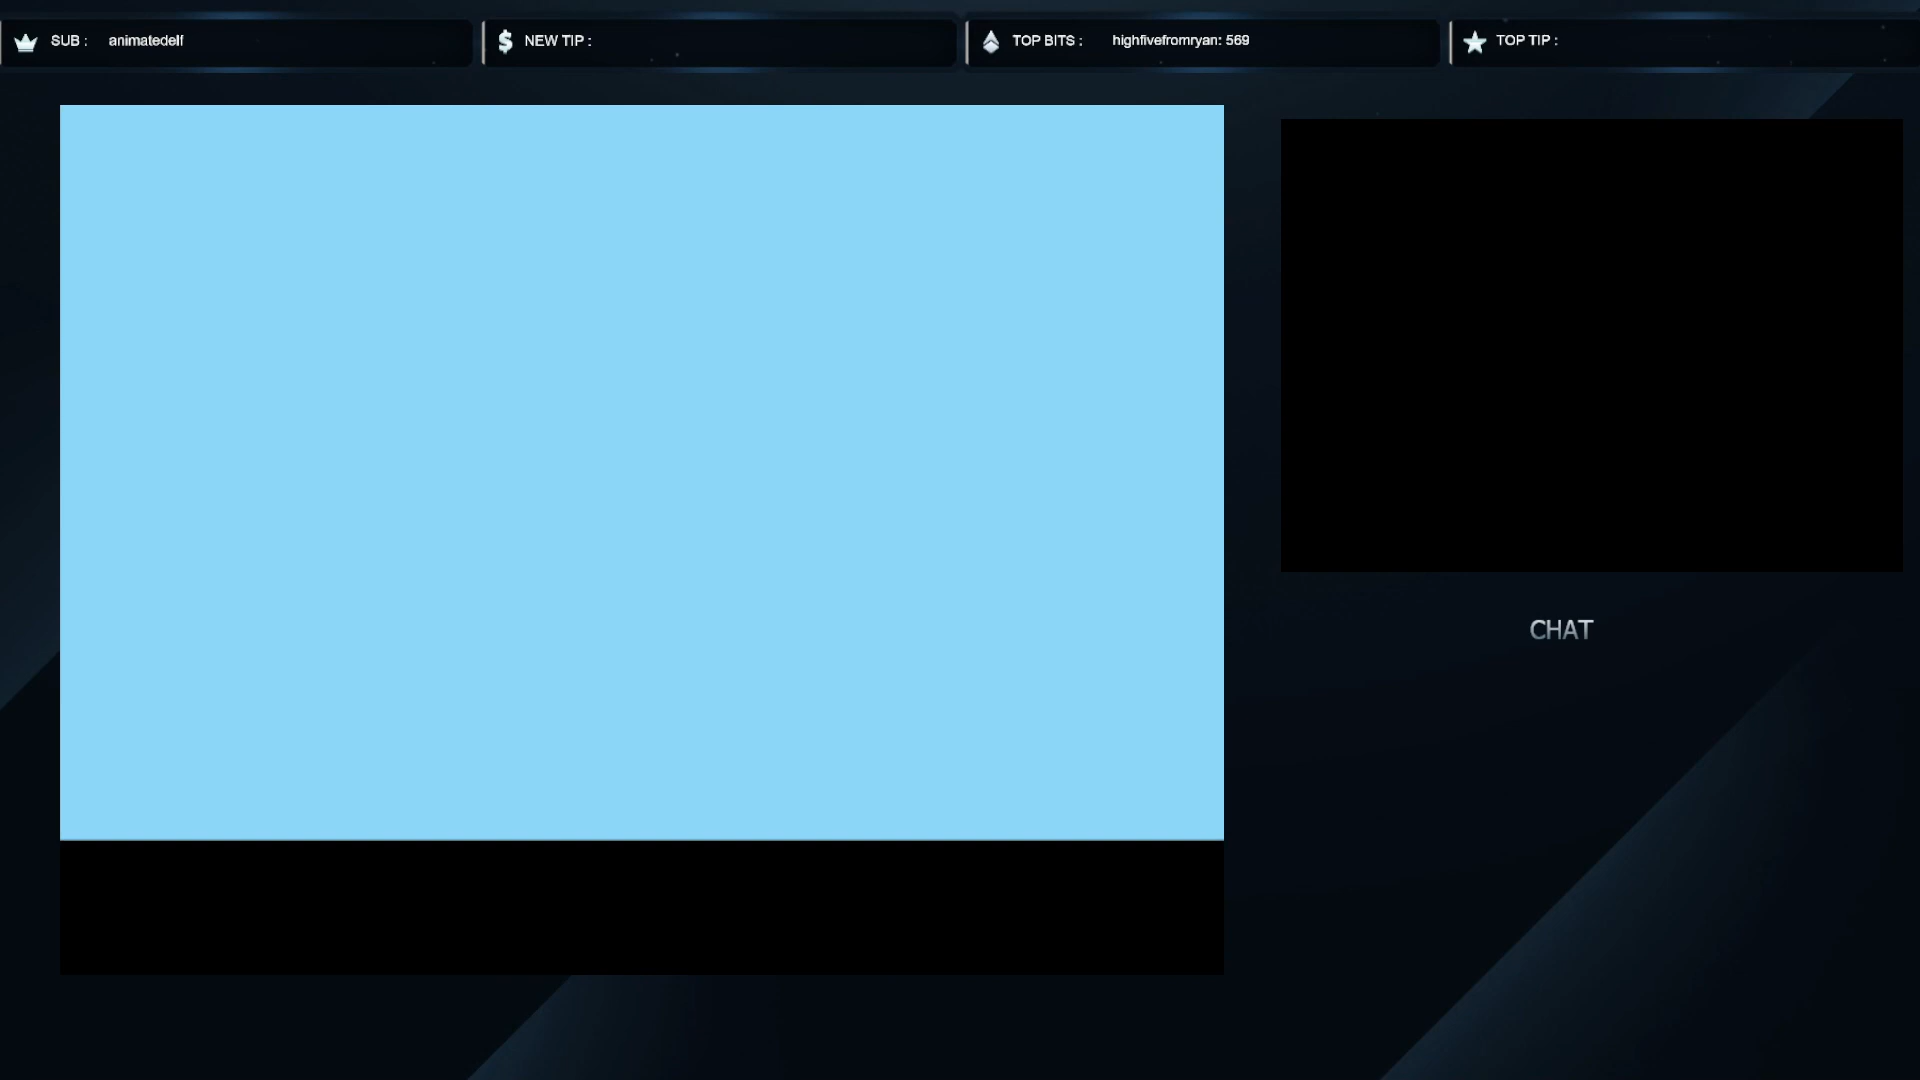 SUB : animatedelf
NEW TIP :
TOP BITS : highfivefromryan: 569
TOP TIP :
CHAT